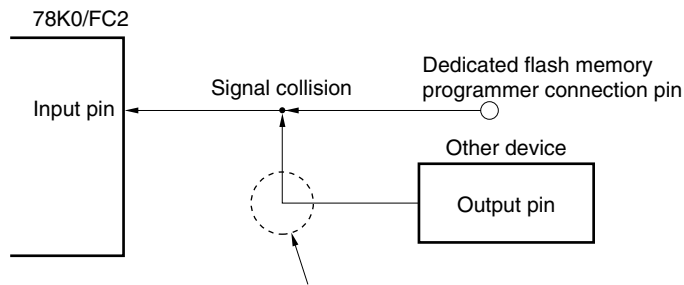 78K0/FC2
Dedicated flash memory
programmer connection pin
Signal collision
Input pin
Other device
Output pin